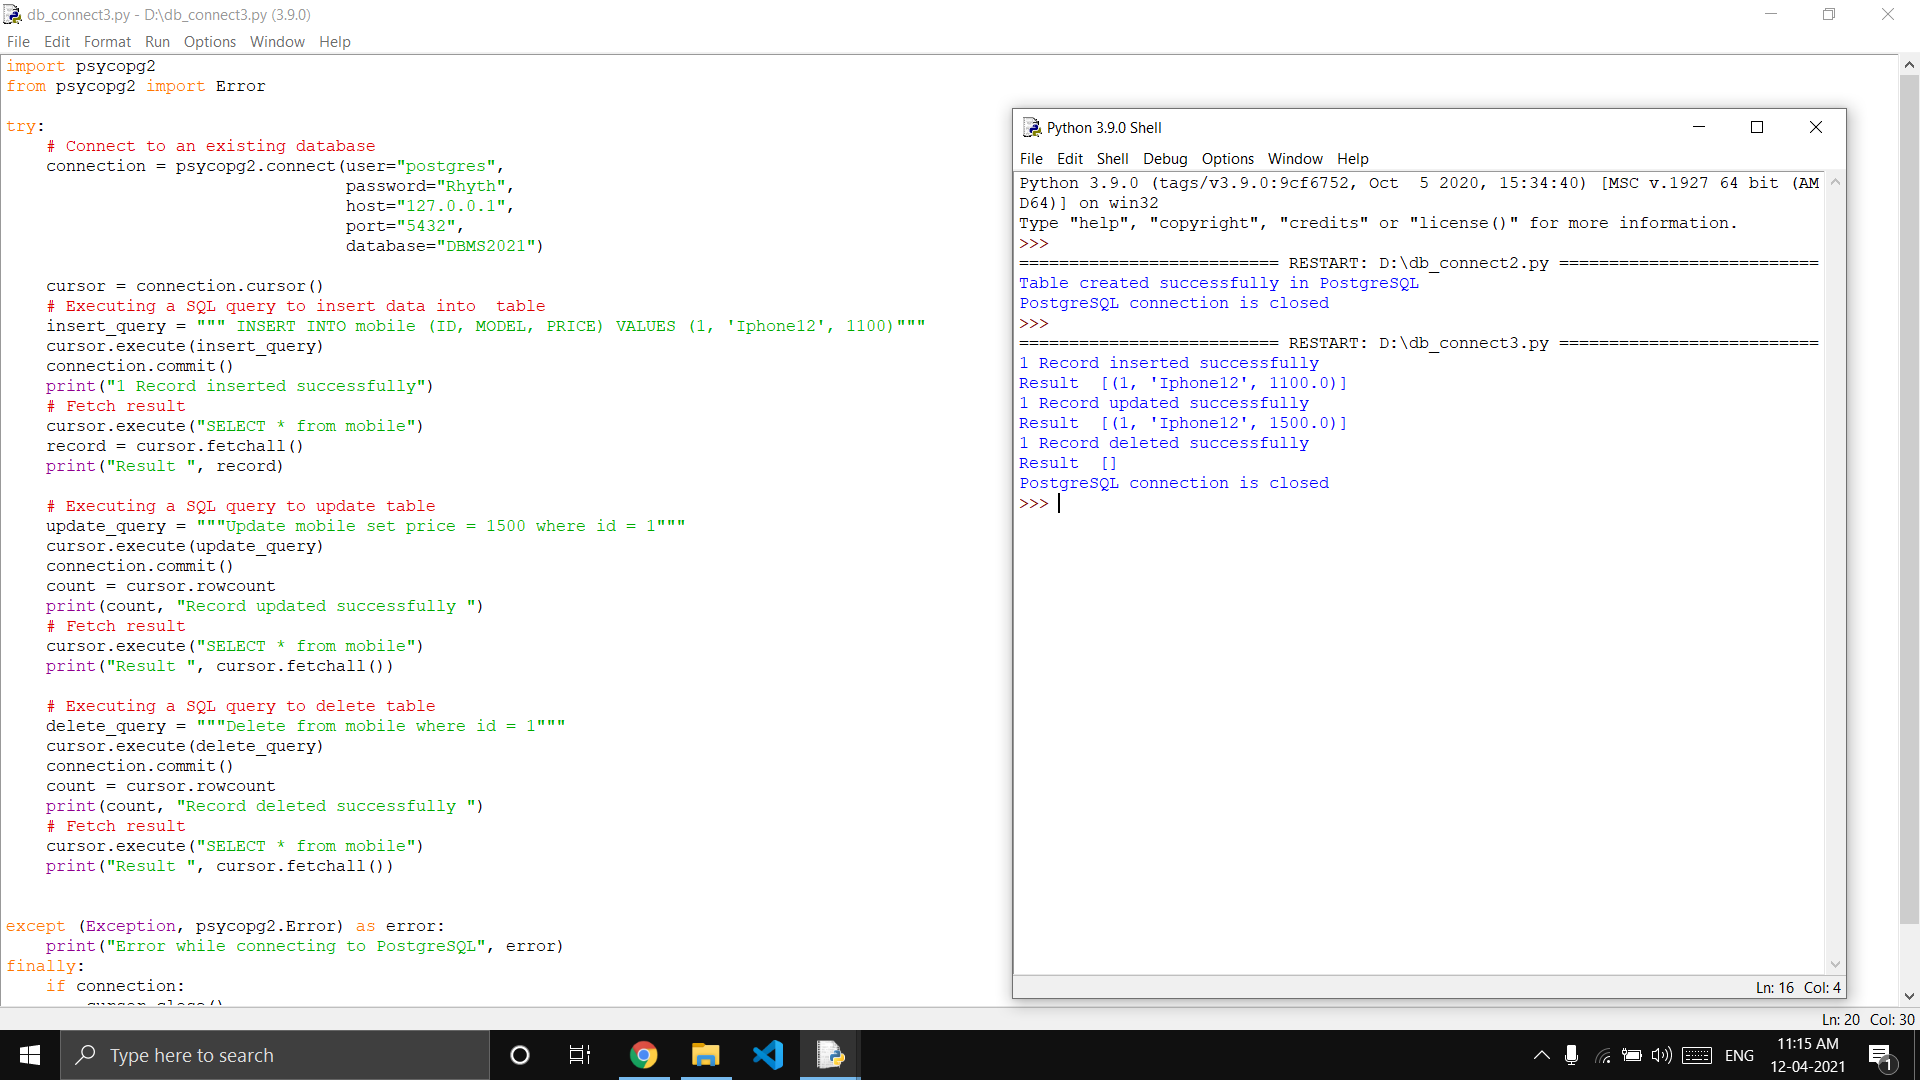 db_connect3.py - D:\db_connect3.py (3.9.0)
File Edit Format Run Options Window Help
import psycopg2
from psycopg2 import Error
try:
    # Connect to an existing database
    connection = psycopg2.connect(user="postgres",
                                  password="Rhyth",
                                  host="127.0.0.1",
                                  port="5432",
                                  database="DBMS2021")
    cursor = connection.cursor()
    # Executing a SQL query to insert data into  table
    insert_query = """ INSERT INTO mobile (ID, MODEL, PRICE) VALUES (1, 'Iphone12', 1100)"""
    cursor.execute(insert_query)
    connection.commit()
    print("1 Record inserted successfully")
    # Fetch result
    cursor.execute("SELECT * from mobile")
    record = cursor.fetchall()
    print("Result ", record)
    # Executing a SQL query to update table
    update_query = """Update mobile set price = 1500 where id = 1"""
    cursor.execute(update_query)
    connection.commit()
    count = cursor.rowcount
    print(count, "Record updated successfully ")
    # Fetch result
    cursor.execute("SELECT * from mobile")
    print("Result ", cursor.fetchall())
    # Executing a SQL query to delete table
    delete_query = """Delete from mobile where id = 1"""
    cursor.execute(delete_query)
    connection.commit()
    count = cursor.rowcount
    print(count, "Record deleted successfully ")
    # Fetch result
    cursor.execute("SELECT * from mobile")
    print("Result ", cursor.fetchall())
except (Exception, psycopg2.Error) as error:
    print("Error while connecting to PostgreSQL", error)
finally:
    if connection:
        cursor.close()
Python 3.9.0 Shell
File Edit Shell Debug Options Window Help
Python 3.9.0 (tags/v3.9.0:9cf6752, Oct  5 2020, 15:34:40) [MSC v.1927 64 bit (AM
D64)] on win32
Type "help", "copyright", "credits" or "license()" for more information.
>>>
========================== RESTART: D:\db_connect2.py ==========================
Table created successfully in PostgreSQL
PostgreSQL connection is closed
>>>
========================== RESTART: D:\db_connect3.py ==========================
1 Record inserted successfully
Result  [(1, 'Iphone12', 1100.0)]
1 Record updated successfully
Result  [(1, 'Iphone12', 1500.0)]
1 Record deleted successfully
Result  []
PostgreSQL connection is closed
>>>
Ln: 16 Col: 4
Ln: 20 Col: 30
Type here to search
ENG
11:15 AM
12-04-2021
1